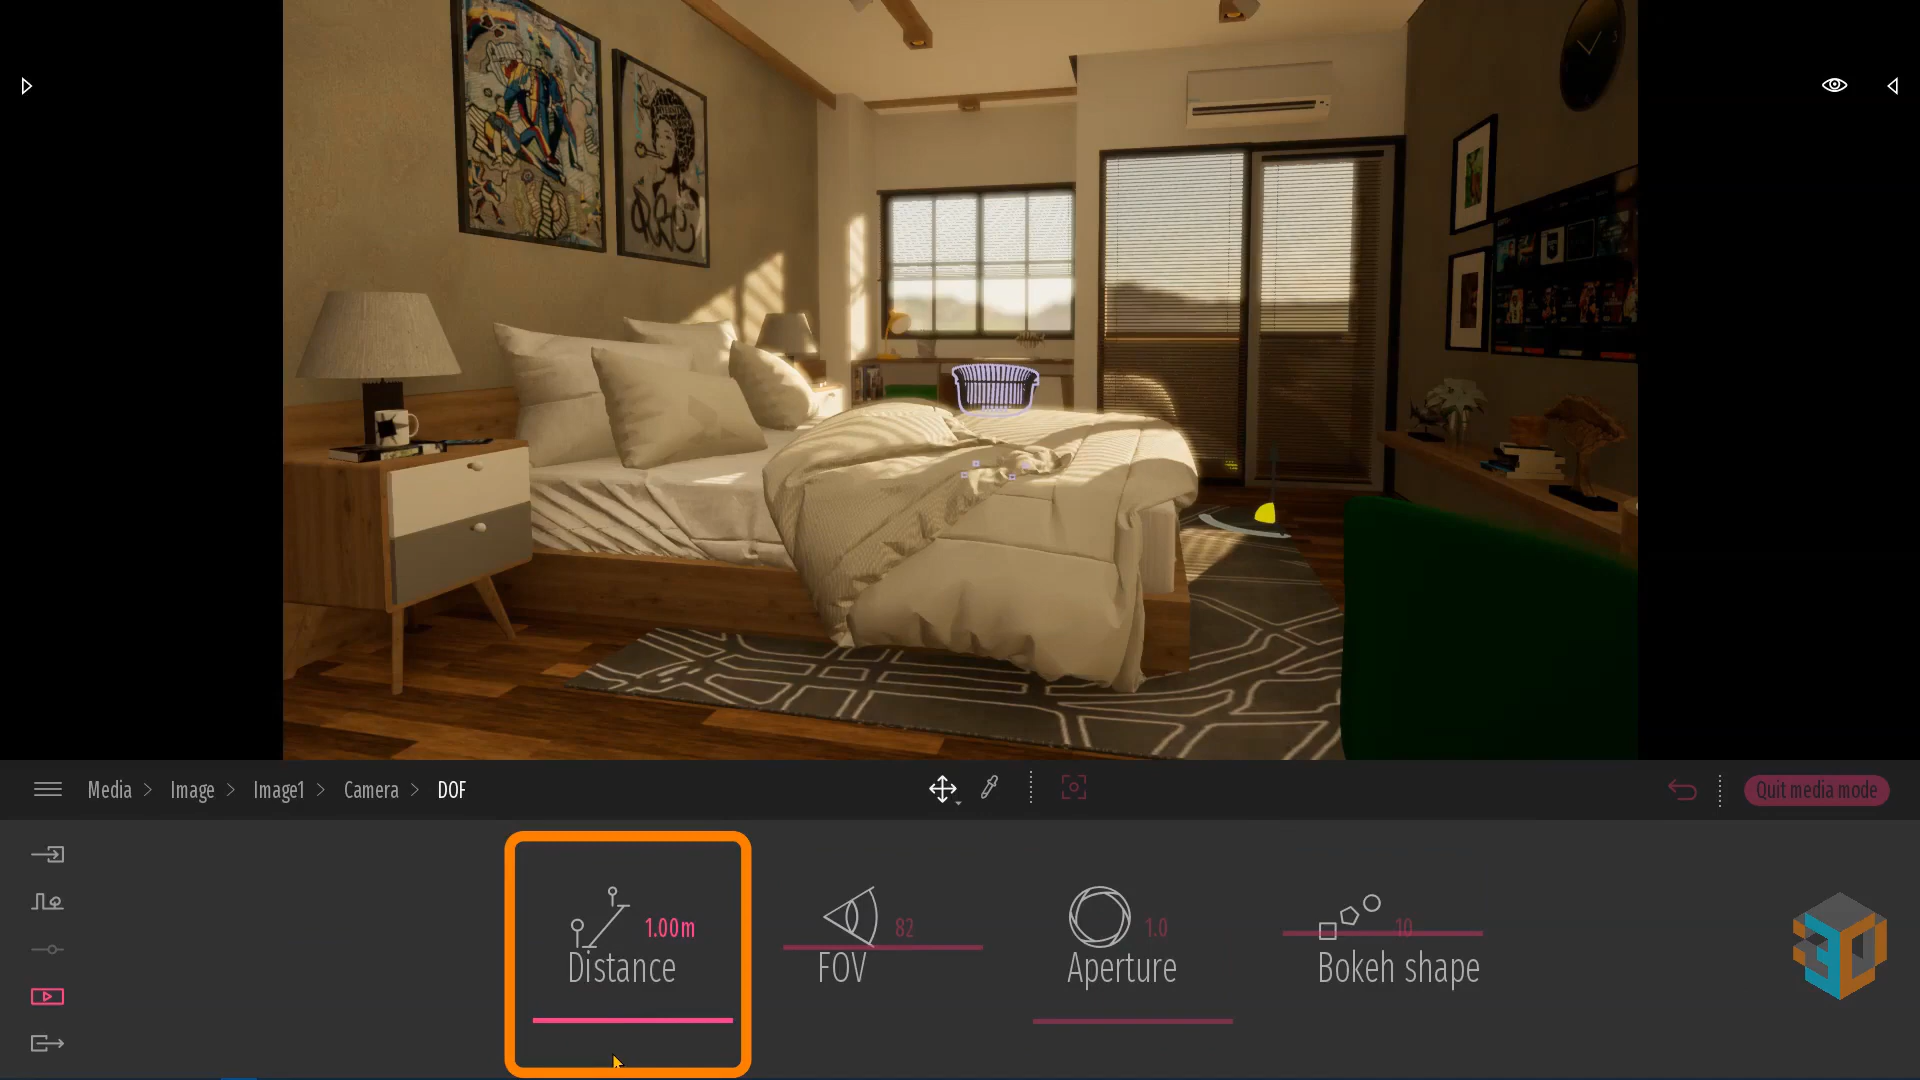 Media > Image > Image1 > Camera > DOF
Quit media mode
1.00m
Distance
82
FOV
1.0
Aperture
10
Bokeh shape
3D